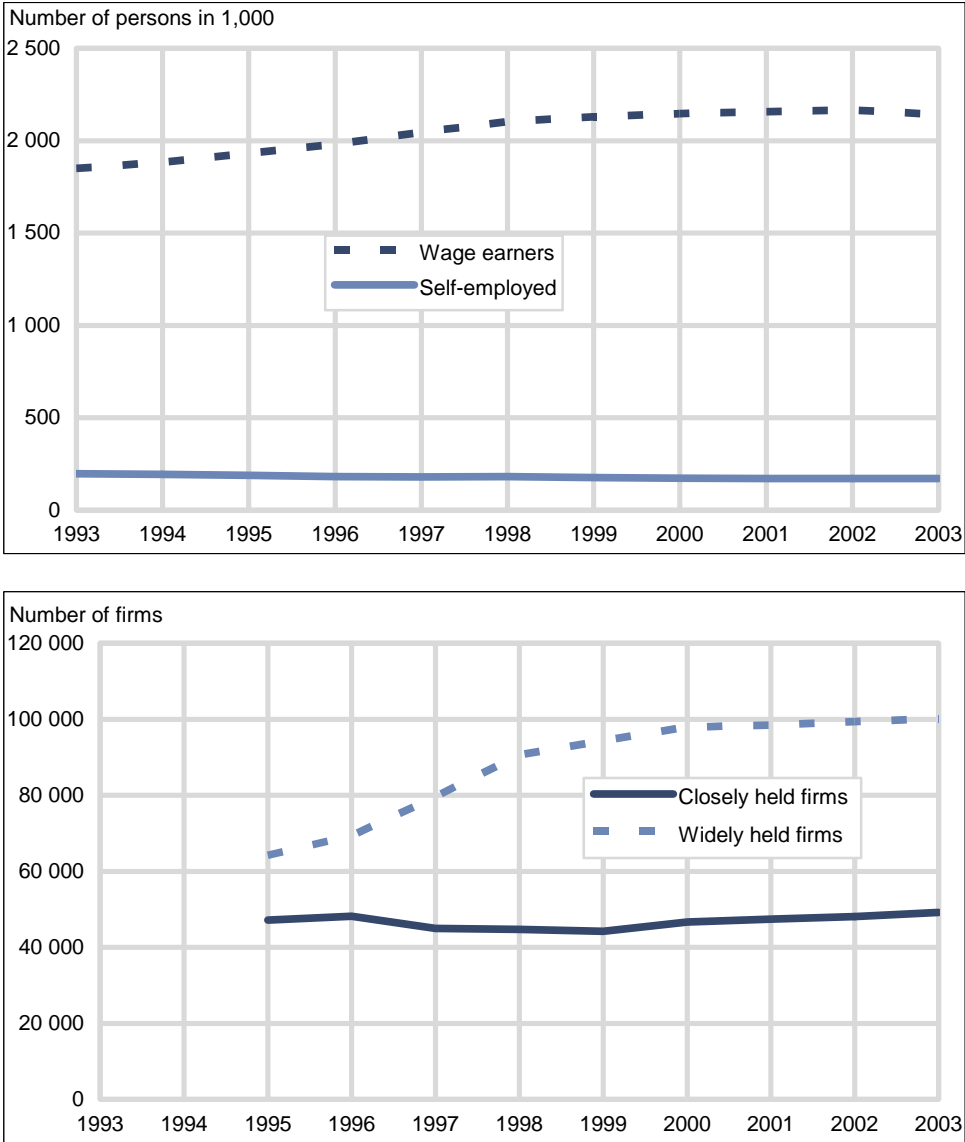 Number of persons in 1,000
2 500
2 000
1 500
1 000
500
0
Wage earners
Self-employed
1993 1994 1995 1996 1997 1998 1999 2000 2001 2002 2003
Number of firms
120 000
100 000
80 000
60 000
40 000
20 000
0
Closely held firms
Widely held firms
1993 1994 1995 1996 1997 1998 1999 2000 2001 2002 2003